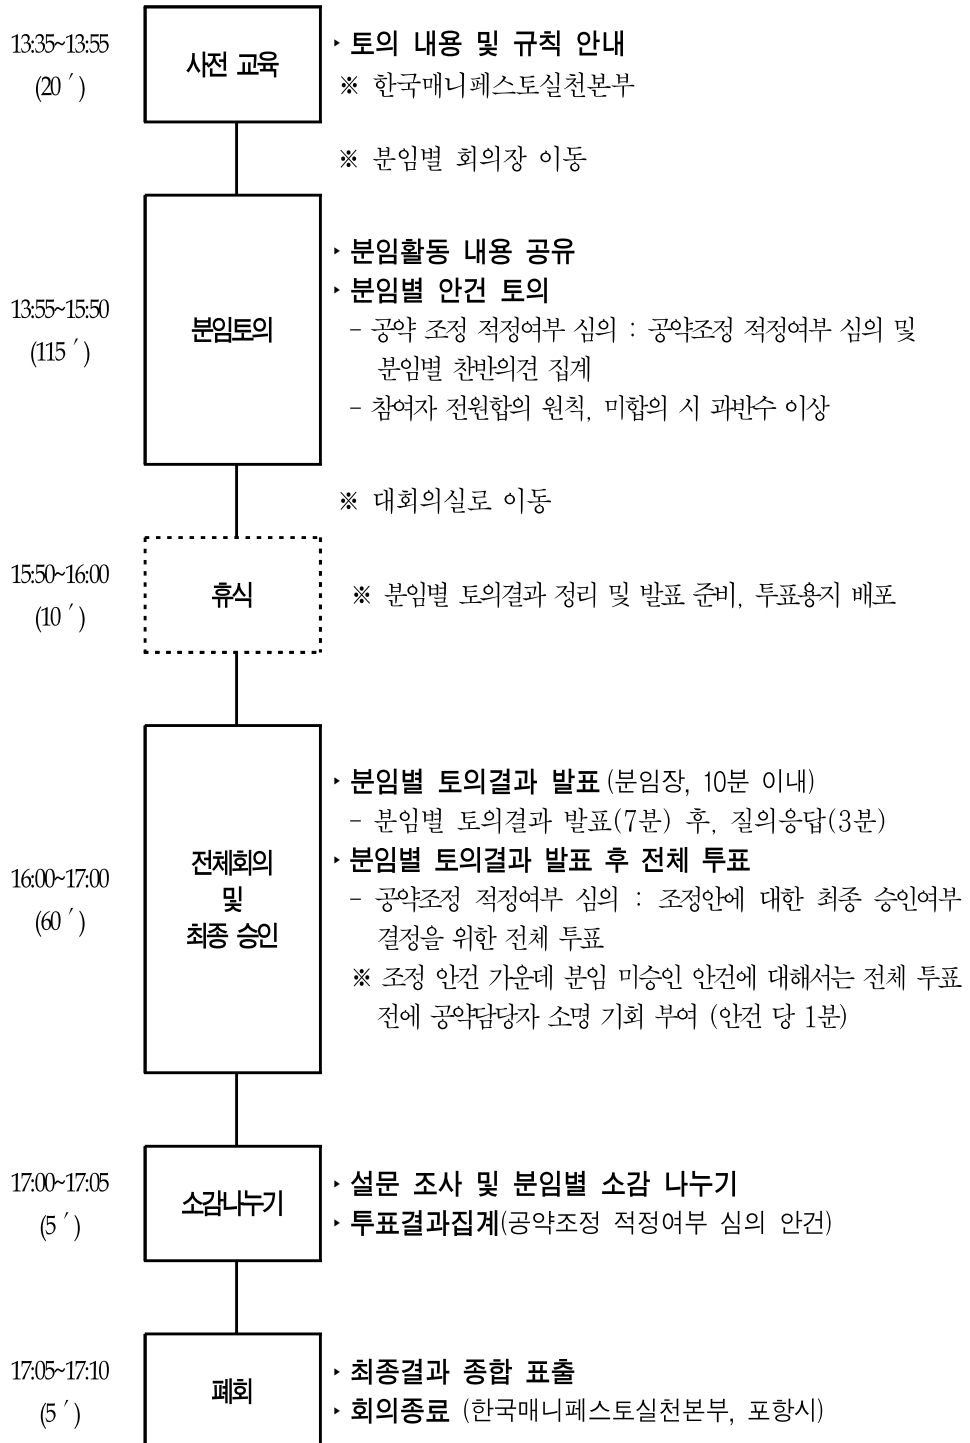 13:35~13:55
(20´)
사전 교육
‣ 토의 내용 및 규칙 안내
※ 한국매니페스토실천본부
※ 분임별 회의장 이동
13:55~15:50
(115´)
분임토의
‣ 분임활동 내용 공유
‣ 분임별 안건 토의
- 공약 조정 적정여부 심의 : 공약조정 적정여부 심의 및
분임별 찬반의견 집계
- 참여자 전원합의 원칙, 미합의 시 과반수 이상
※ 대회의실로 이동
15:50~16:00
(10´)
휴식
※ 분임별 토의결과 정리 및 발표 준비, 투표용지 배포
16:00~17:00
(60´)
전체회의
및
최종 승인
‣ 분임별 토의결과 발표 (분임장, 10분 이내)
- 분임별 토의결과 발표(7분) 후, 질의응답(3분)
‣ 분임별 토의결과 발표 후 전체 투표
- 공약조정 적정여부 심의 : 조정안에 대한 최종 승인여부
결정을 위한 전체 투표
※ 조정 안건 가운데 분임 미승인 안건에 대해서는 전체 투표
전에 공약담당자 소명 기회 부여 (안건 당 1분)
17:00~17:05
(5´)
소감나누기
‣ 설문 조사 및 분임별 소감 나누기
‣ 투표결과집계(공약조정 적정여부 심의 안건)
17:05~17:10
(5´)
폐회
‣ 최종결과 종합 표출
‣ 회의종료 (한국매니페스토실천본부, 포항시)